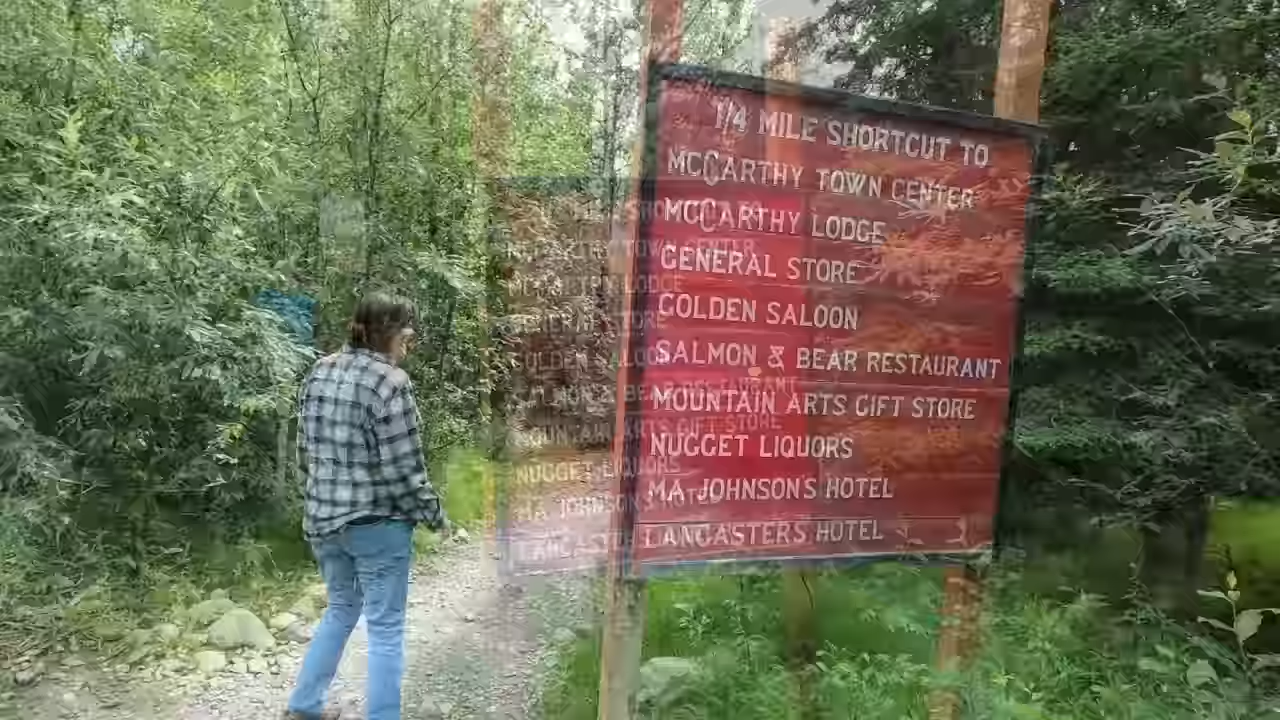 1/4 MILE SHORTCUT TO
MCCARTHY TOWN CENTER
MCCARTHY LODGE
GENERAL STORE
GOLDEN SALOON
SALMON & BEAR RESTAURANT
MOUNTAIN ARTS GIFT STORE
NUGGET LIQUORS
MA JOHNSON'S HOTEL
LANCASTERS HOTEL